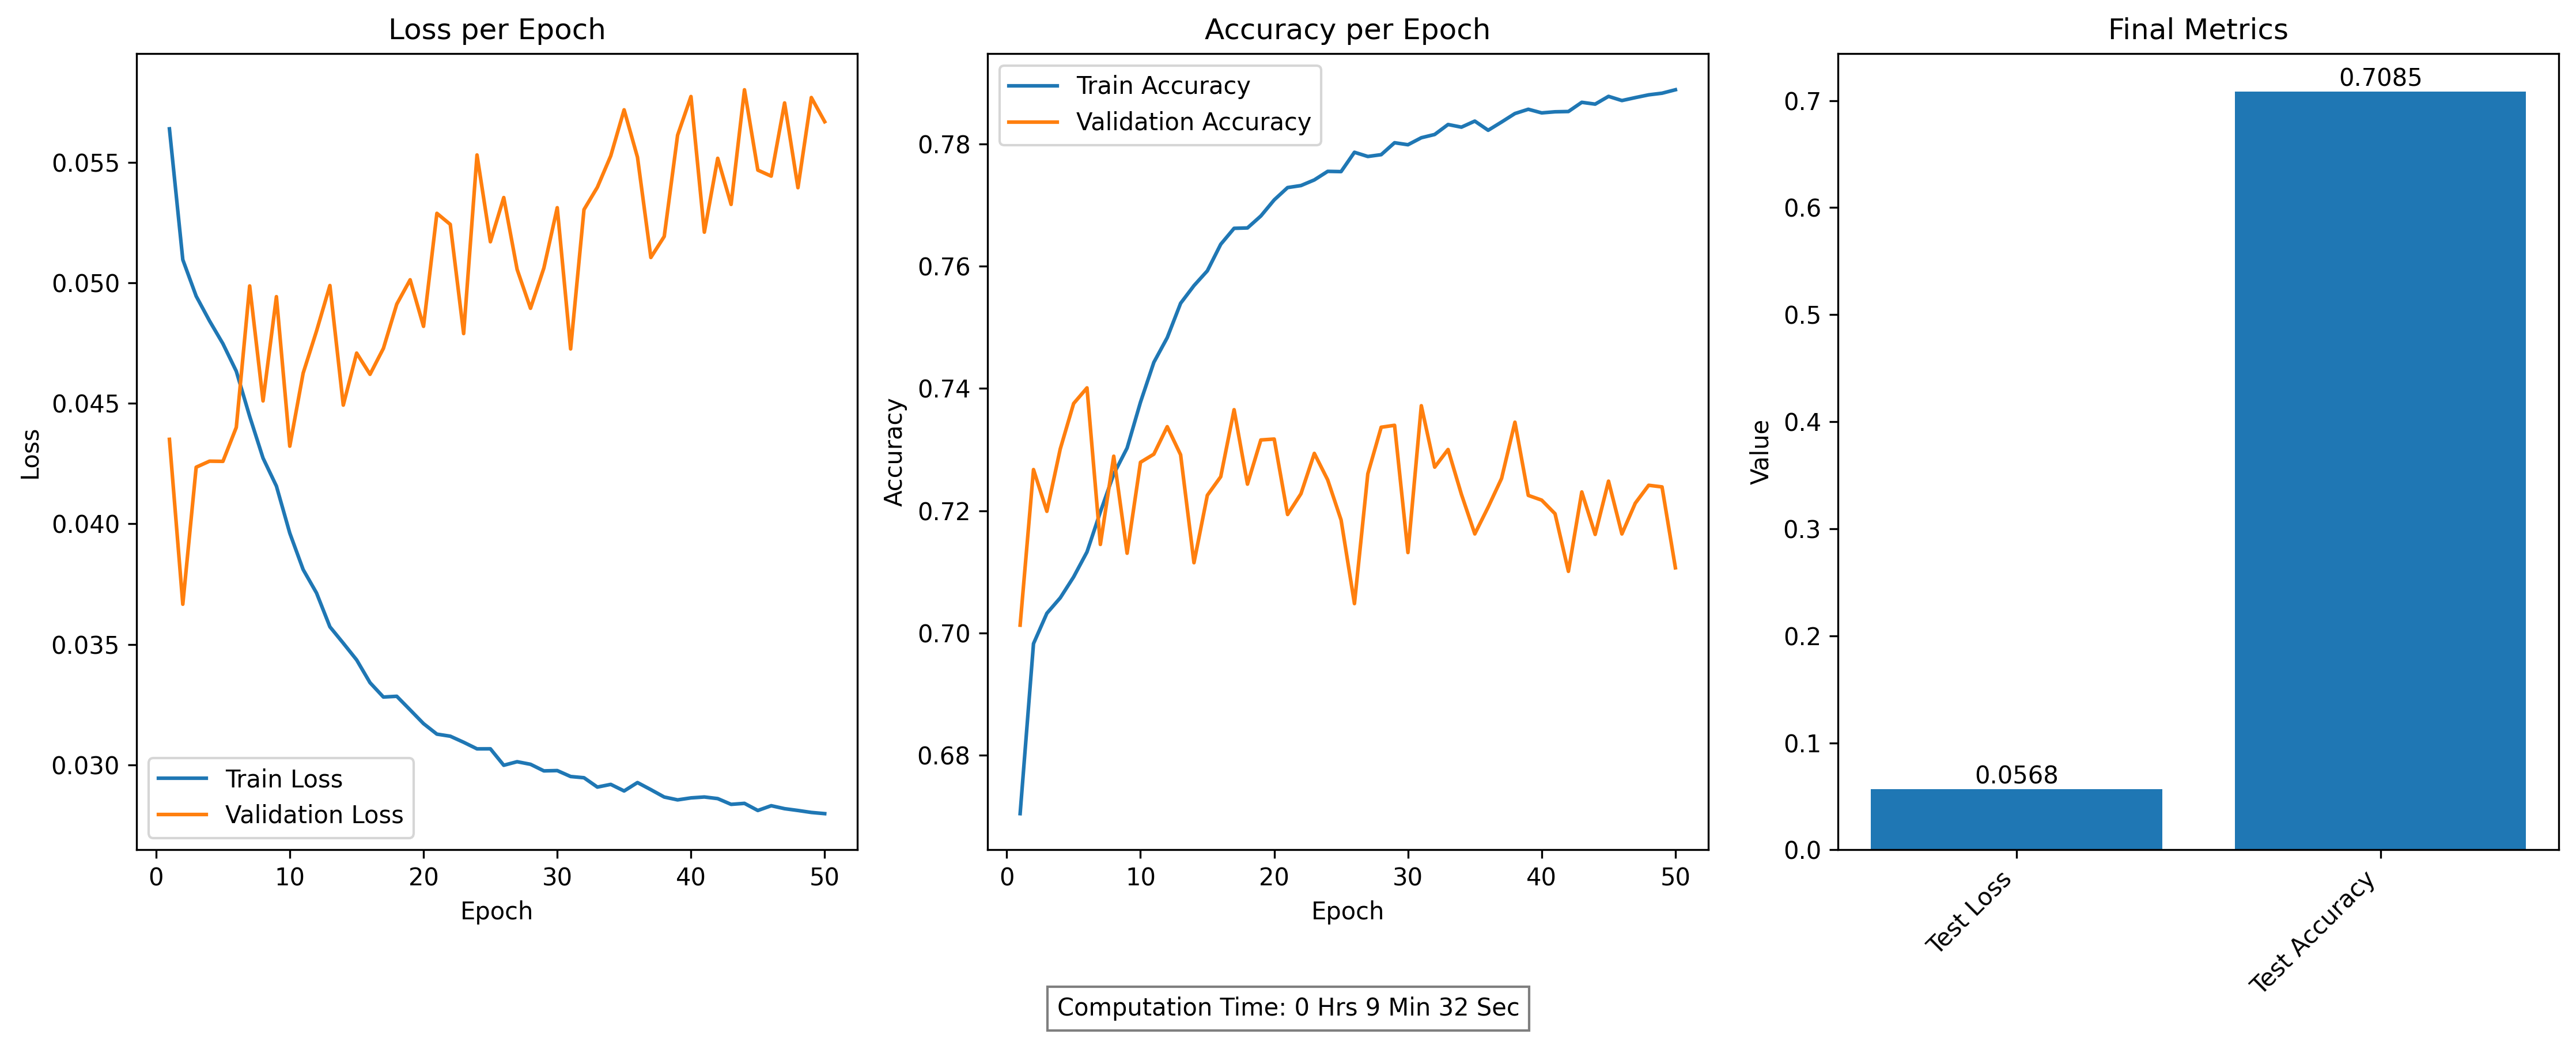 Loss per Epoch
Loss
0.055
0.050
0.045
0.040
0.035
0.030
Train Loss
Validation Loss
0
10
20
30
40
50
Epoch
Accuracy per Epoch
Accuracy
Train Accuracy
Validation Accuracy
0.78
0.76
0.74
0.72
0.70
0.68
0
10
20
30
40
50
Epoch
Final Metrics
Value
0.7
0.6
0.5
0.4
0.3
0.2
0.1
0.0
0.0568
0.7085
Test Loss
Test Accuracy
Computation Time: 0 Hrs 9 Min 32 Sec